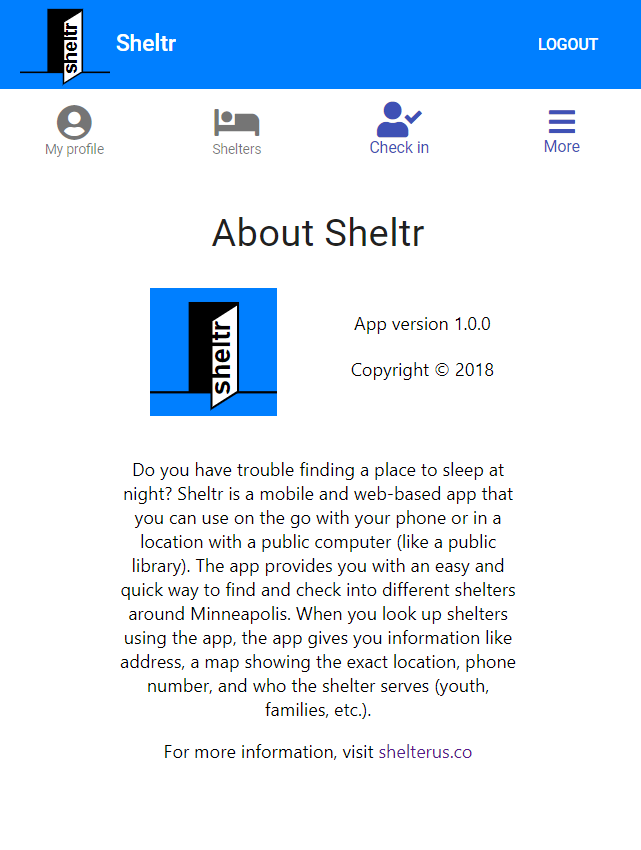 sheltr
Sheltr
LOGOUT
My profile
Shelters
Check in
More
About Sheltr
sheltr
App version 1.0.0
Copyright © 2018
Do you have trouble finding a place to sleep at
night? Sheltr is a mobile and web-based app that
you can use on the go with your phone or in a
location with a public computer (like a public
library). The app provides you with an easy and
quick way to find and check into different shelters
around Minneapolis. When you look up shelters
using the app, the app gives you information like
address, a map showing the exact location, phone
number, and who the shelter serves (youth,
families, etc.).
For more information, visit shelterus.co